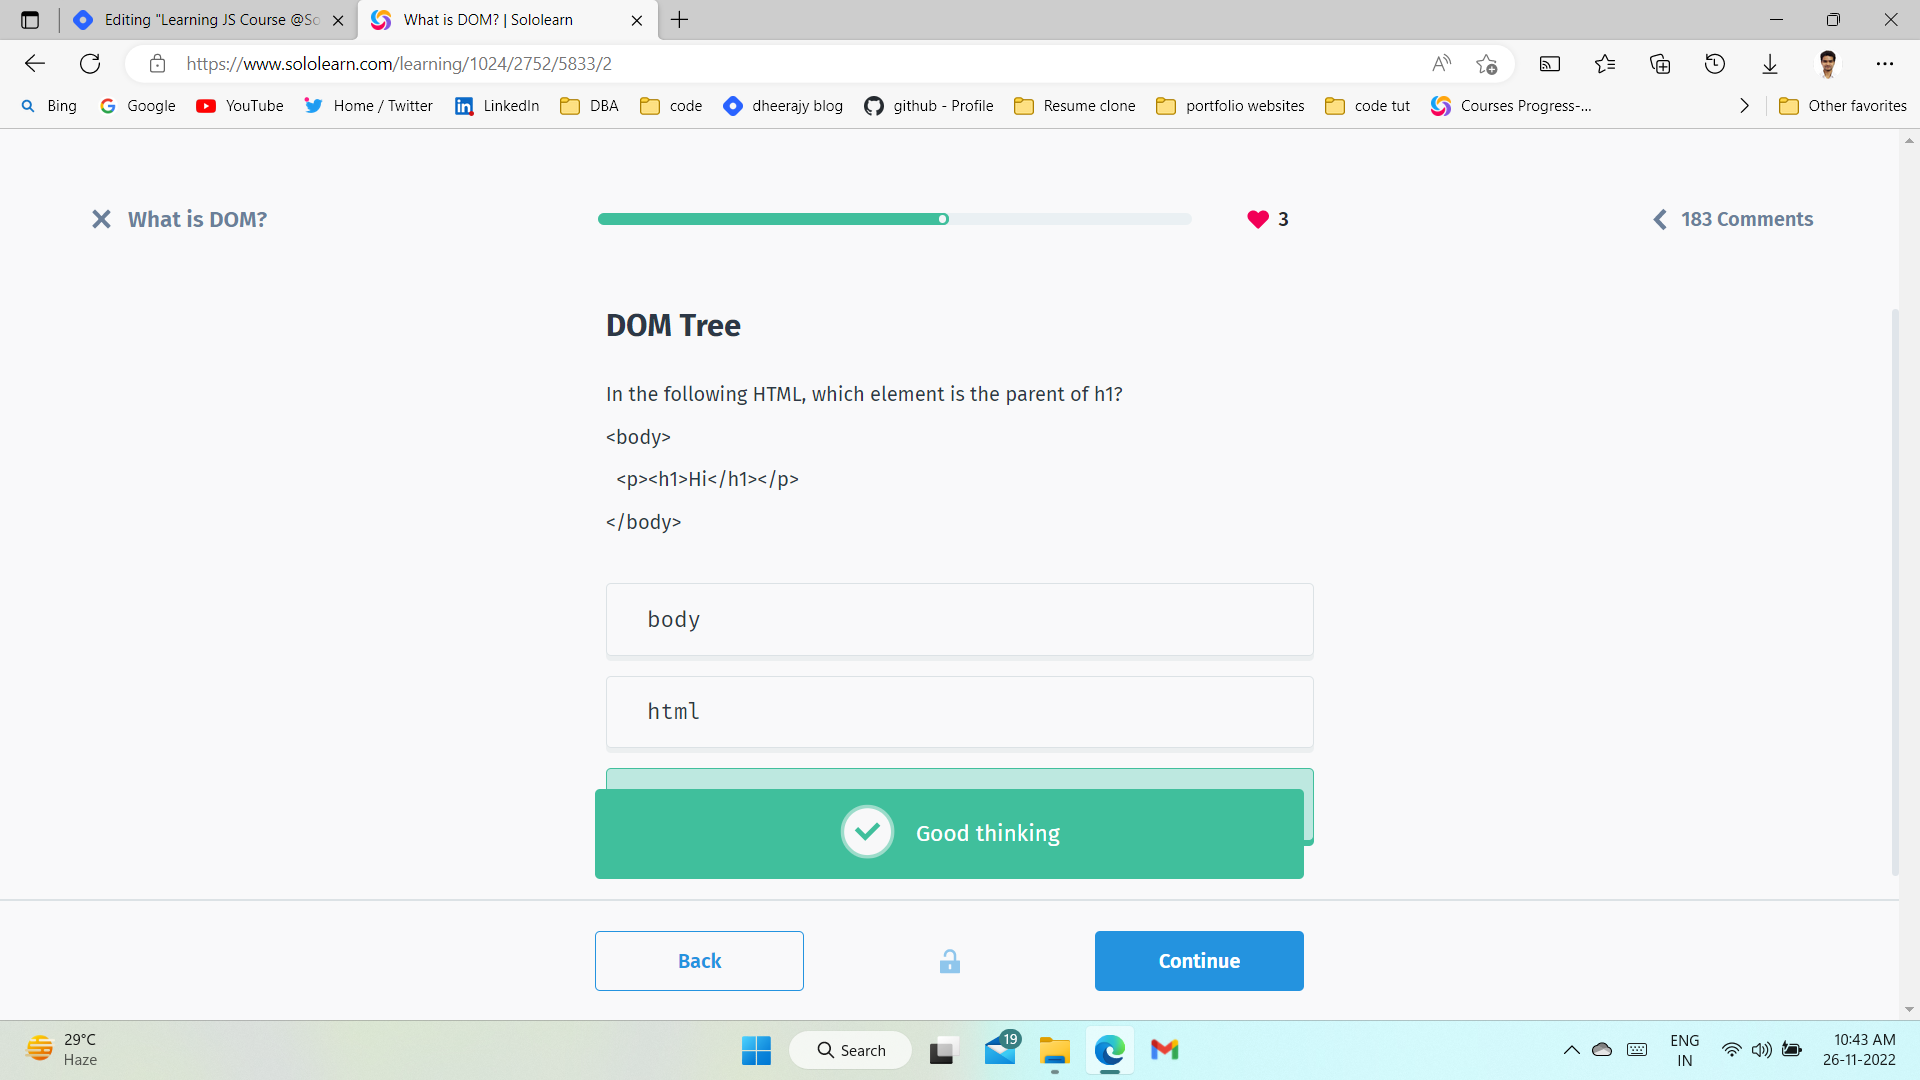 Editing "Learning JS Course @So
What is DOM? | Sololearn
https://www.sololearn.com/learning/1024/2752/5833/2
Bing
Google
YouTube
Home / Twitter
LinkedIn
DBA
code
dheerajy blog
github - Profile
Resume clone
portfolio websites
code tut
Courses Progress-...
Other favorites
What is DOM?
3
183 Comments
DOM Tree
In the following HTML, which element is the parent of h1?
<body>
<p><h1>Hi</h1></p>
</body>
body
html
Good thinking
Back
Continue
29°C
Haze
Search
19
ENG
IN
10:43 AM
26-11-2022